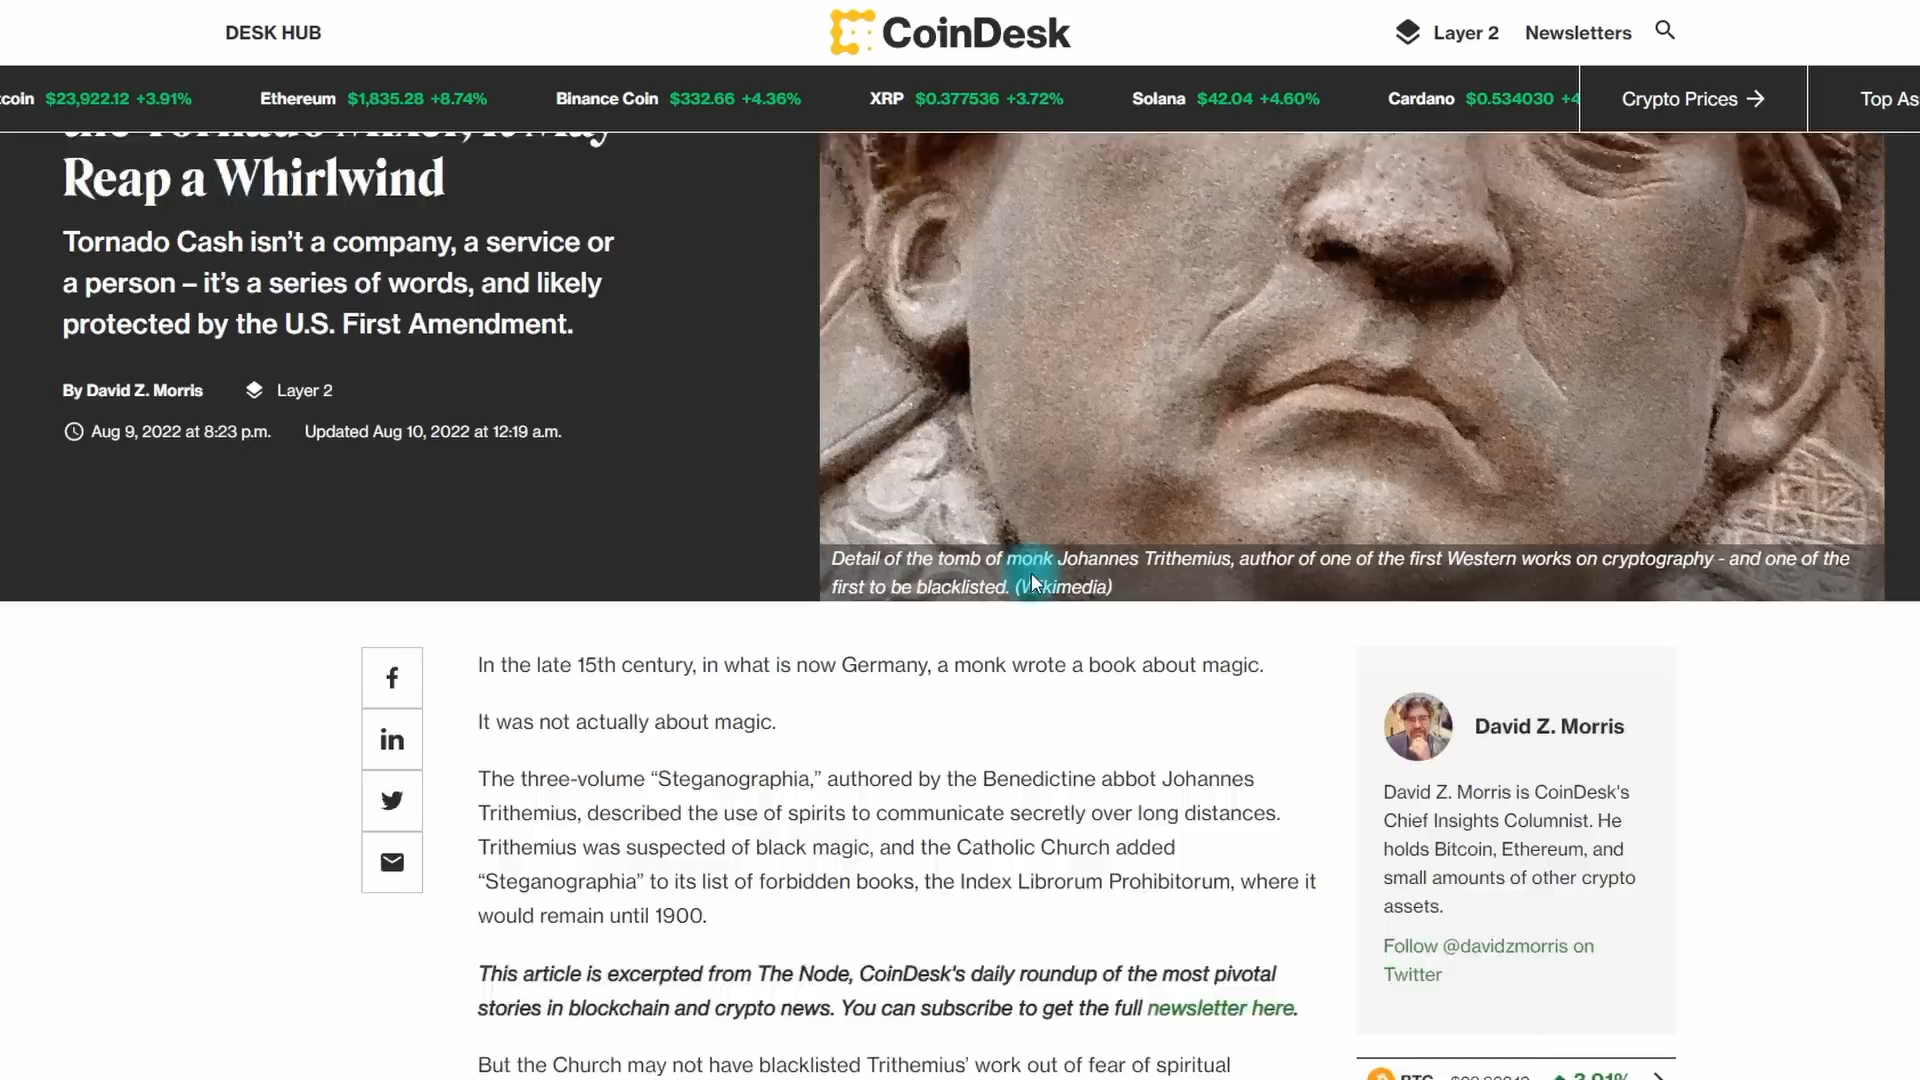 DESK HUB
CoinDesk
Layer 2
Newsletters
coin $23,922.12 +3.91%
Ethereum $1,835.28 +8.74%
Binance Coin $332.66 +4.36%
XRP $0.377536 +3.72%
Solana $42.04 +4.60%
Cardano $0.534030 +4
Crypto Prices →
Top As
the Tornado Mixer, It May
Reap a Whirlwind
Tornado Cash isn't a company, a service or
a person – it's a series of words, and likely
protected by the U.S. First Amendment.
By David Z. Morris
Layer 2
Aug 9, 2022 at 8:23 p.m.
Updated Aug 10, 2022 at 12:19 a.m.
Detail of the tomb of monk Johannes Trithemius, author of one of the first Western works on cryptography - and one of the
first to be blacklisted. (Wikimedia)
In the late 15th century, in what is now Germany, a monk wrote a book about magic.
It was not actually about magic.
The three-volume “Steganographia,” authored by the Benedictine abbot Johannes
Trithemius, described the use of spirits to communicate secretly over long distances.
Trithemius was suspected of black magic, and the Catholic Church added
“Steganographia” to its list of forbidden books, the Index Librorum Prohibitorum, where it
would remain until 1900.
This article is excerpted from The Node, CoinDesk's daily roundup of the most pivotal
stories in blockchain and crypto news. You can subscribe to get the full newsletter here.
But the Church may not have blacklisted Trithemius’ work out of fear of spiritual
David Z. Morris
David Z. Morris is CoinDesk's
Chief Insights Columnist. He
holds Bitcoin, Ethereum, and
small amounts of other crypto
assets.
Follow @davidzmorris on
Twitter
BTC
3.91%